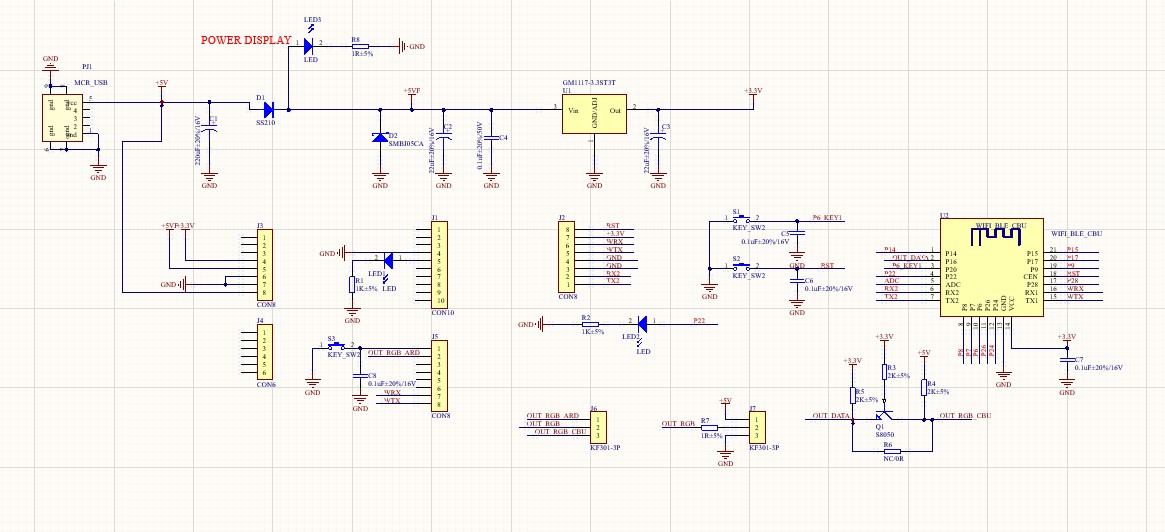 LED3
POWER DISPLAY
1
2
R8
1R±5%
GND
LED
GND
PJ1
MCR_USB
+5V
gnd
gnd
vcc
5
4
3
2
1
gnd
gnd
gnd
6
GND
C1
220uF±20%/16V
GND
D1
SS210
+5VF
D2
SMBJ05CA
GND
C2
22uF±20%/16V
GND
C4
0.1uF±20%/50V
GND
GM1117-3.3ST3T
U1
3
Vin
Out
2
GND/ADJ
1
GND
+3.3V
C3
22uF±20%/16V
GND
+5VF
+3.3V
GND
J3
1
2
3
4
5
6
7
8
CON8
J4
1
2
3
4
5
6
CON6
GND
2
1
LED1
LED
R1
1K±5%
GND
J1
1
2
3
4
5
6
7
8
9
10
CON10
S3
1
2
KEY_SW2
GND
OUT_RGB_ARD
C8
0.1uF±20%/16V
GND
WRX
WTX
J5
1
2
3
4
5
6
7
8
CON8
J2
8
7
6
5
4
3
2
1
CON8
RST
+3.3V
WRX
WTX
GND
GND
RX2
TX2
GND
R2
1K±5%
2
1
LED2
LED
P22
S1
1
2
KEY_SW2
P6_KEY1
C5
0.1uF±20%/16V
GND
S2
1
2
KEY_SW2
RST
C6
0.1uF±20%/16V
GND
GND
U2
WIFI_BLE_CBU
WIFI_BLE_CBU
P14
OUT_DATA
P6_KEY1
P22
ADC
RX2
TX2
1
2
3
4
5
6
7
P14
P16
P20
P22
ADC
RX2
TX2
P15
P17
P9
CEN
P28
RX1
TX1
21
20
19
18
17
16
15
P15
P17
P9
RST
P28
WRX
WTX
P8
P7
P6
P26
P24
GND
VCC
8
9
10
11
12
13
14
P8
P7
P6
P26
P24
GND
+3.3V
C7
0.1uF±20%/16V
GND
OUT_RGB_ARD
OUT_RGB
OUT_RGB_CBU
J6
1
2
3
KF301-3P
OUT_RGB
R7
1R±5%
+5V
GND
J7
1
2
3
KF301-3P
+3.3V
+3.3V
+5V
R3
2K±5%
R5
2K±5%
R4
2K±5%
OUT_DATA
Q1
S8050
OUT_RGB_CBU
R6
NC/0R